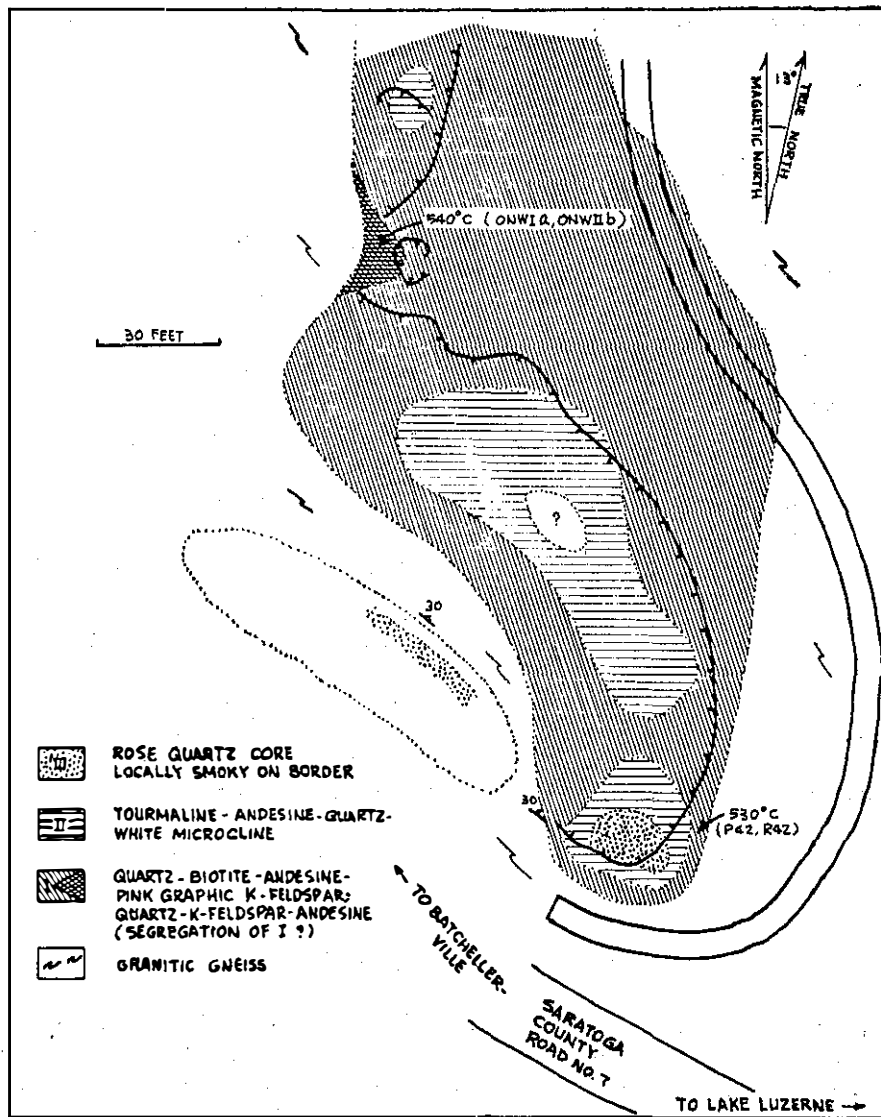 MAGNETIC NORTH
TRUE NORTH
540°C (ONWIa, ONWIIb)
30 FEET
?
30
30
530°C
(P42, R42)
ROSE QUARTZ CORE
LOCALLY SMOKY ON BORDER
II
TOURMALINE-ANDESINE-QUARTZ-
WHITE MICROCLINE
QUARTZ-BIOTITE-ANDESINE-
PINK GRAPHIC K-FELDSPAR;
QUARTZ-K-FELDSPAR-ANDESINE
(SEGREGATION OF I ?)
GRANITIC GNEISS
← TO BATCHELLER-
VILLE
SARATOGA
COUNTY
ROAD NO. 7
TO LAKE LUZERNE →